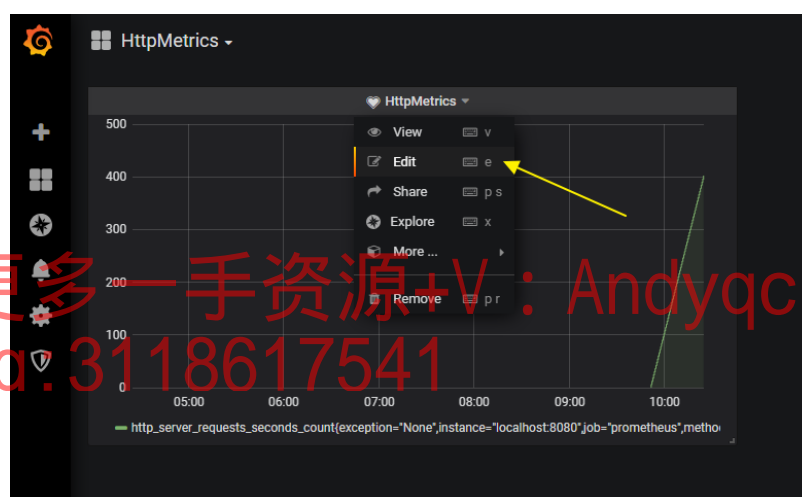 HttpMetrics
HttpMetrics
500
View v
Edit e
400
Share p s
300
Explore x
More ...
更多一手资源+V：Andyqc
200
Remove p r
100
a:3118617541
0
05:00 06:00 07:00 08:00 09:00 10:00
http_server_requests_seconds_count{exception="None",instance="localhost:8080",job="prometheus",metho